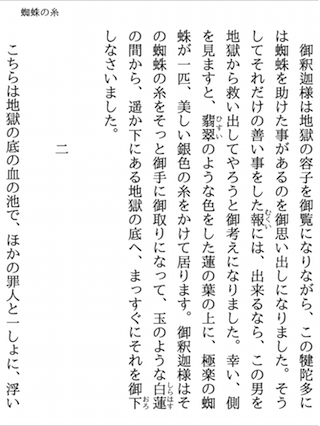 蜘蛛の糸
御釈迦様は地獄の容子を御覧になりながら、この犍陀多に
は蜘蛛を助けた事があるのを御思い出しになりました。そう
してそれだけの善い事をした報には、出来るなら、この男を
地獄から救い出してやろうと御考えになりました。幸い、側
を見ますと、翡翠のような色をした蓮の葉の上に、極楽の蜘
蛛が一匹、美しい銀色の糸をかけて居ります。御釈迦様はそ
の蜘蛛の糸をそっと御手に御取りになって、玉のような白蓮
の間から、遥か下にある地獄の底へ、まっすぐにそれを御下
しなさいました。
二
こちらは地獄の底の血の池で、ほかの罪人と一しょに、浮い
むくい
ひすい
しらはす
おろ